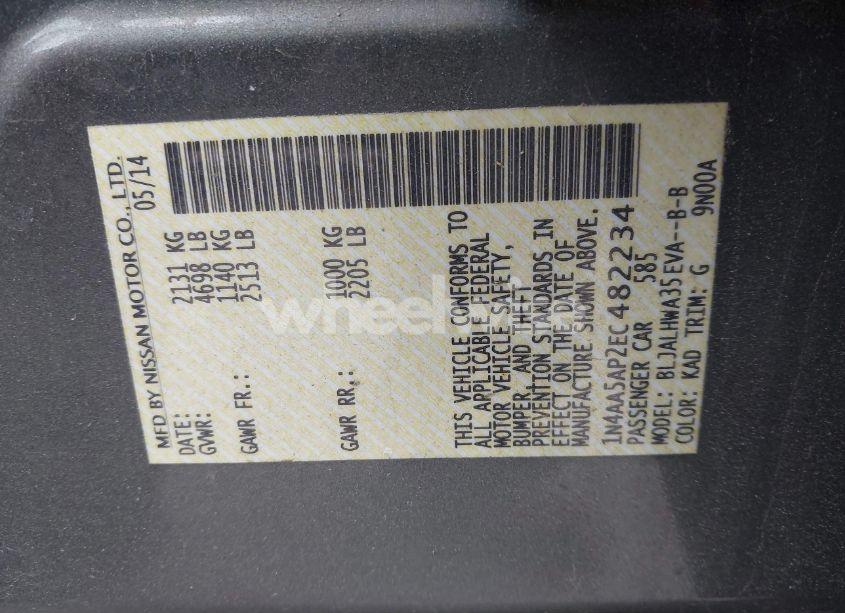 MFD BY NISSAN MOTOR CO., LTD.
DATE: 05/14
GVWR: 2131 KG
4698 LB
GAWR FR.: 1140 KG
2513 LB
GAWR RR.: 1000 KG
2205 LB
THIS VEHICLE CONFORMS TO
ALL APPLICABLE FEDERAL
MOTOR VEHICLE SAFETY,
BUMPER, AND THEFT
PREVENTION STANDARDS IN
EFFECT ON THE DATE OF
MANUFACTURE SHOWN ABOVE.
1N4AA5AP2EC482234
PASSENGER CAR 585
MODEL: BLJALHWA35EVA--B-B
COLOR: KAD TRIM: G 9N00A